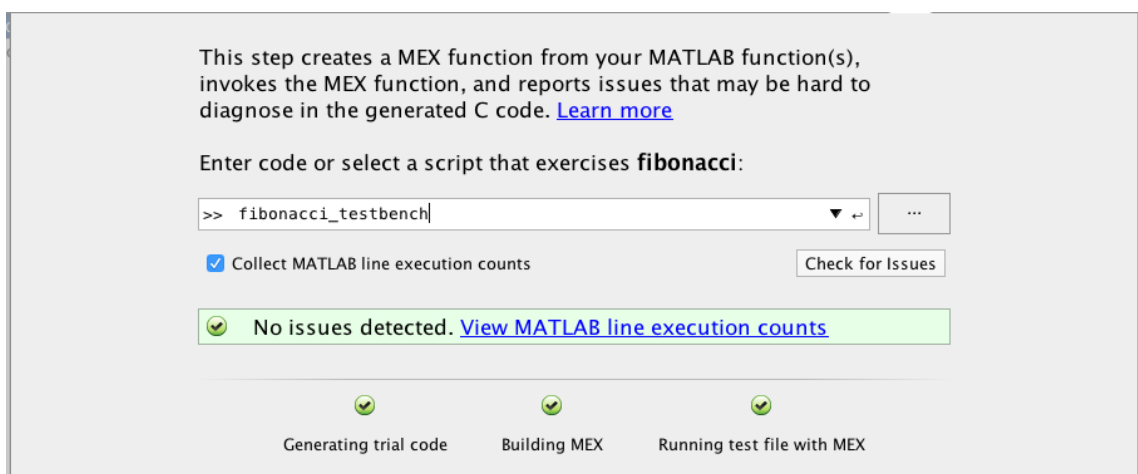 This step creates a MEX function from your MATLAB function(s),
invokes the MEX function, and reports issues that may be hard to
diagnose in the generated C code. Learn more
Enter code or select a script that exercises fibonacci:
>> fibonacci_testbench
...
Collect MATLAB line execution counts
Check for Issues
No issues detected. View MATLAB line execution counts
Generating trial code Building MEX Running test file with MEX